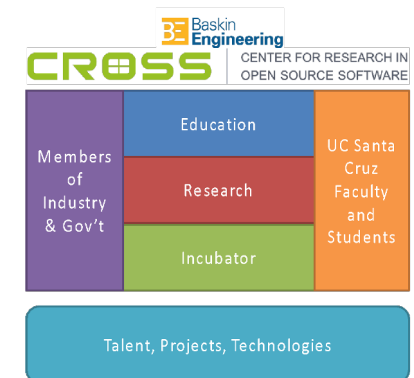 BE Baskin
Engineering
CROSS
CENTER FOR RESEARCH IN
OPEN SOURCE SOFTWARE
Members
of
Industry
& Gov't
Education
Research
Incubator
UC Santa
Cruz
Faculty
and
Students
Talent, Projects, Technologies